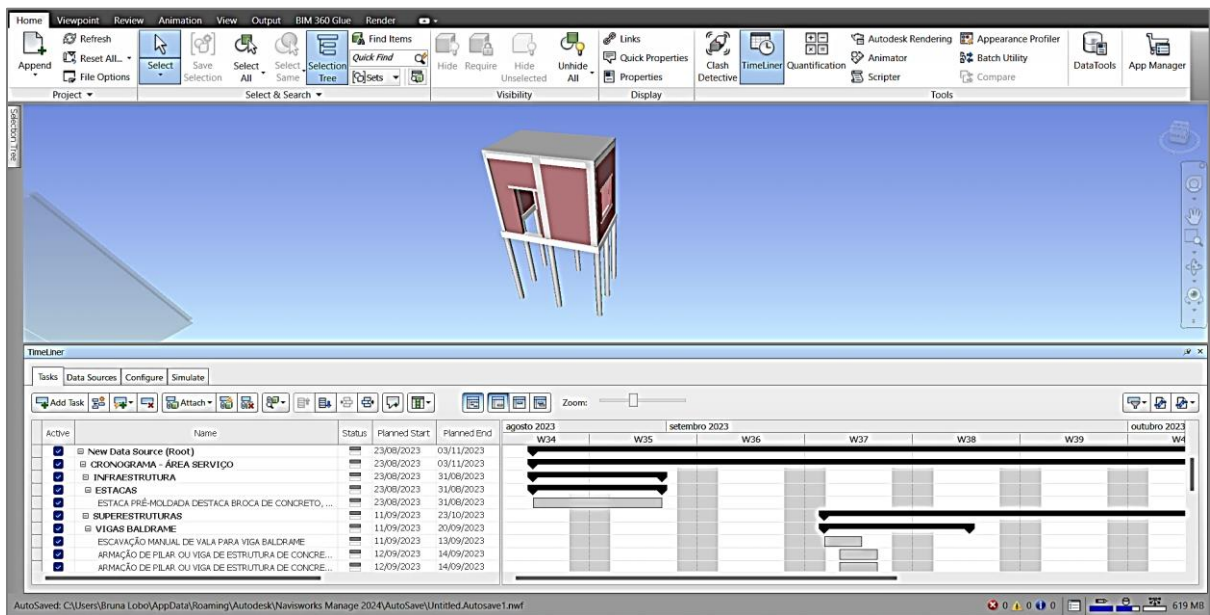 Home Viewpoint Review Animation View Output BIM 360 Glue Render
Append
Refresh
Reset All...
File Options
Project
Select
Save Selection
Select All
Select Same
Selection Tree
Find Items
Quick Find
Sets
Select & Search
Hide
Require
Hide Unselected
Unhide All
Visibility
Links
Quick Properties
Properties
Display
Clash Detective
TimeLiner
Quantification
Autodesk Rendering
Animator
Scripter
Appearance Profiler
Batch Utility
Compare
Tools
DataTools
App Manager
Selection Tree
TimeLiner
Tasks Data Sources Configure Simulate
Add Task Attach Zoom:
Active Name Status Planned Start Planned End
agosto 2023 setembro 2023 outubro 2023
W34 W35 W36 W37 W38 W39 W4
New Data Source (Root) 23/08/2023 03/11/2023
CRONOGRAMA - ÁREA SERVIÇO 23/08/2023 03/11/2023
INFRAESTRUTURA 23/08/2023 31/08/2023
ESTACAS 23/08/2023 31/08/2023
ESTACA PRÉ-MOLDADA DESTACA BROCA DE CONCRETO, ... 23/08/2023 31/08/2023
SUPERESTRUTURAS 11/09/2023 23/10/2023
VIGAS BALDRAME 11/09/2023 20/09/2023
ESCAVAÇÃO MANUAL DE VALA PARA VIGA BALDRAME 11/09/2023 13/09/2023
ARMAÇÃO DE PILAR OU VIGA DE ESTRUTURA DE CONCRE... 12/09/2023 14/09/2023
ARMAÇÃO DE PILAR OU VIGA DE ESTRUTURA DE CONCRE... 12/09/2023 14/09/2023
AutoSaved: C:\Users\Bruna Lobo\AppData\Roaming\Autodesk\Navisworks Manage 2024\AutoSave\Untitled.Autosave1.nwf
0 0 0 619 MB